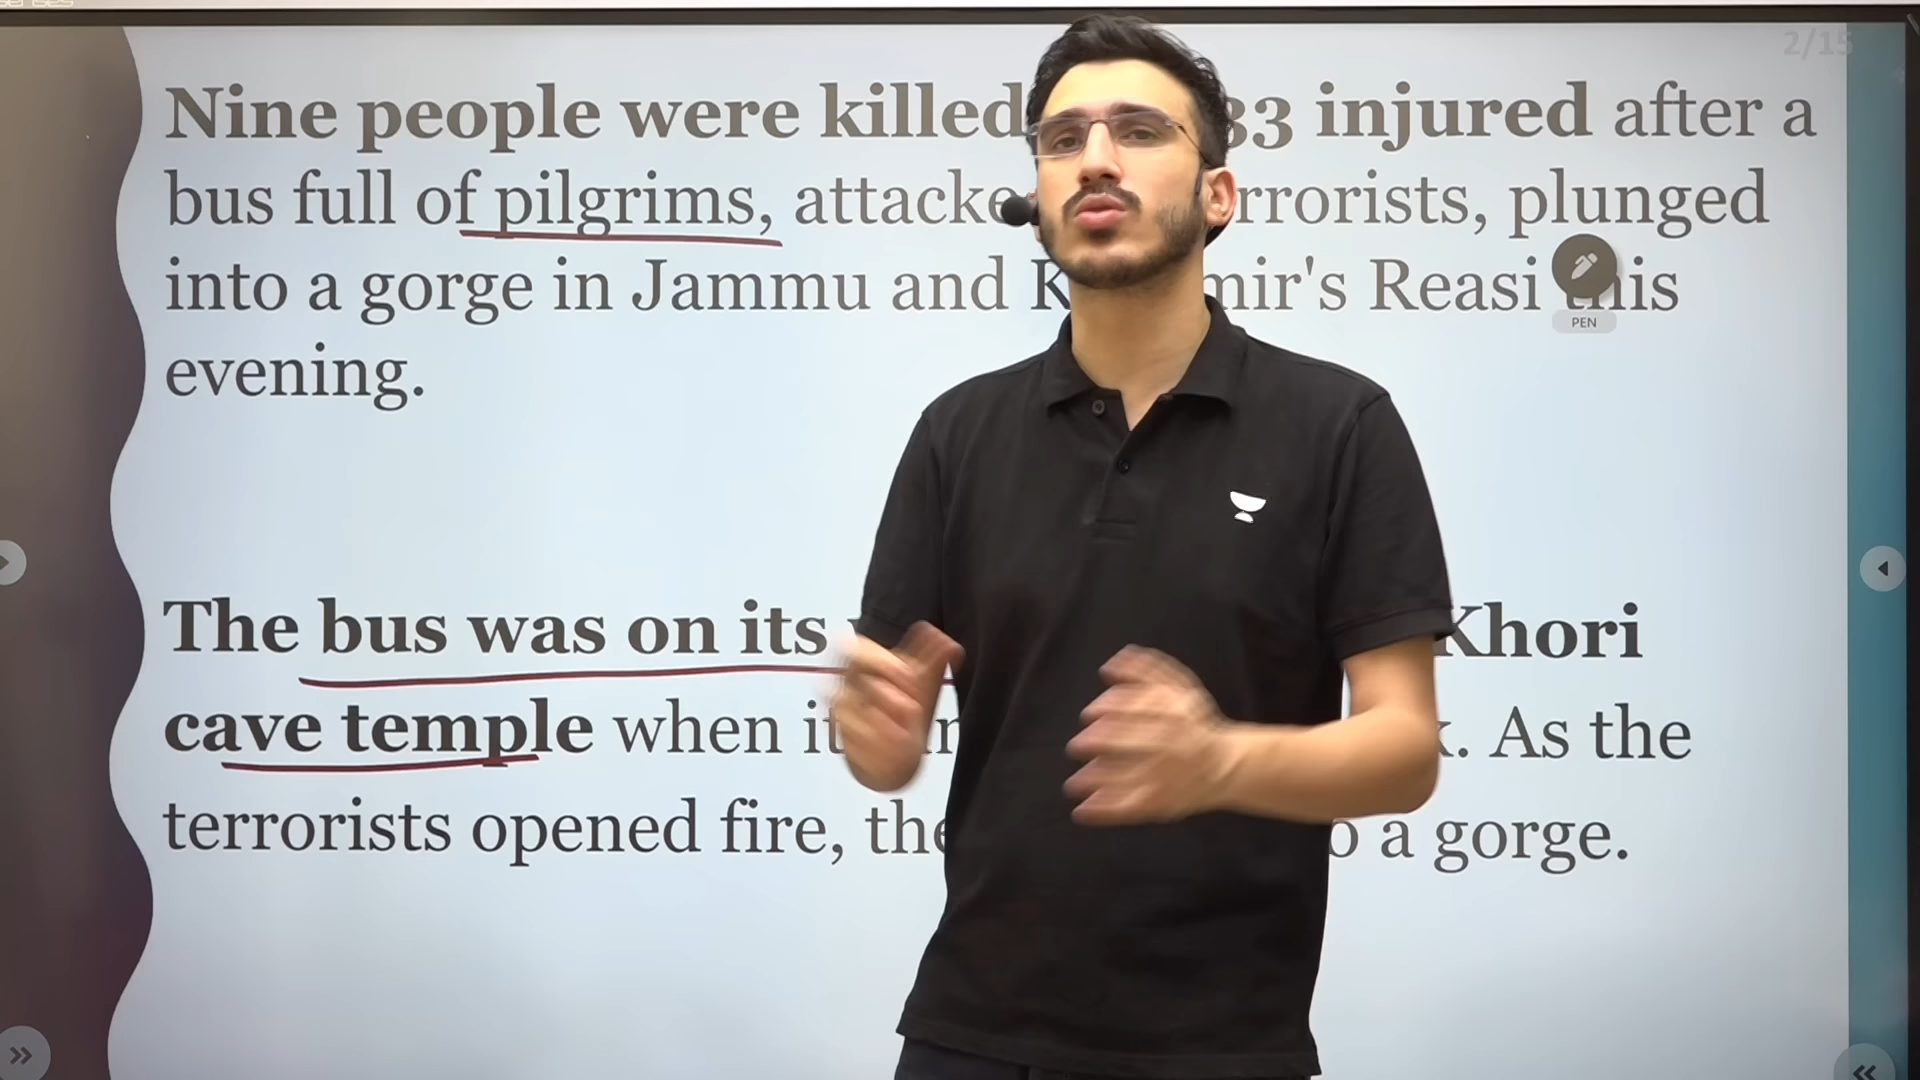 2/15
Nine people were killed 33 injured after a
bus full of pilgrims, attacke rrorists, plunged
into a gorge in Jammu and K mir's Reasi this
evening.
PEN
The bus was on its Khori
cave temple when it . As the
terrorists opened fire, the o a gorge.